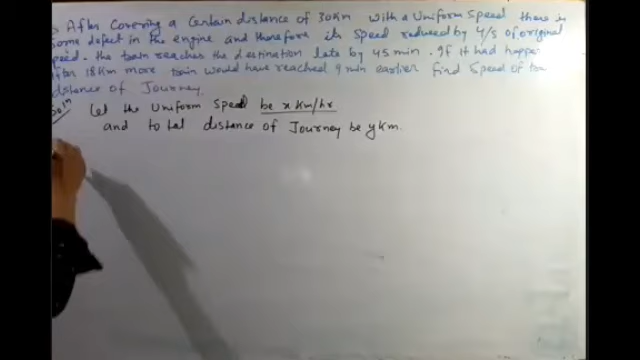 After Covering a Certain distance of 30Km with a Uniform Speed there is
some defect in the engine and therefore its Speed reduced by 4/5 of original
speed. the train reaches the destination late by 45 min. If it had happe
after 18Km more train would have reached 9 min earlier find Speed of
distance of Journey.
Soln Let the Uniform Speed be x Km/hr
and total distance of Journey be y Km.